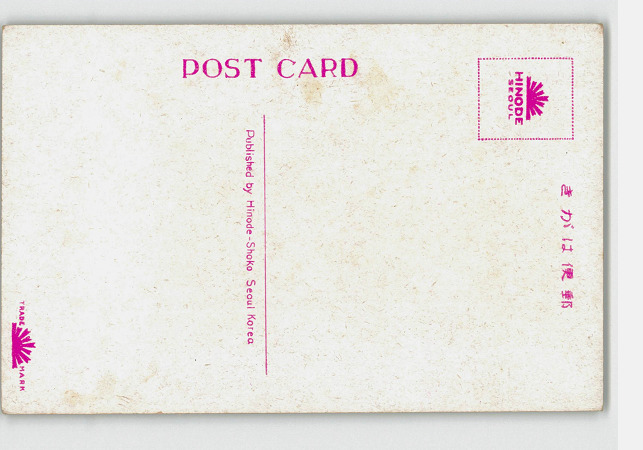 POST CARD
HINODE
-SEOUL-
郵便はがき
Published by Hinode-Shoko Seoul Korea
TRADE MARK